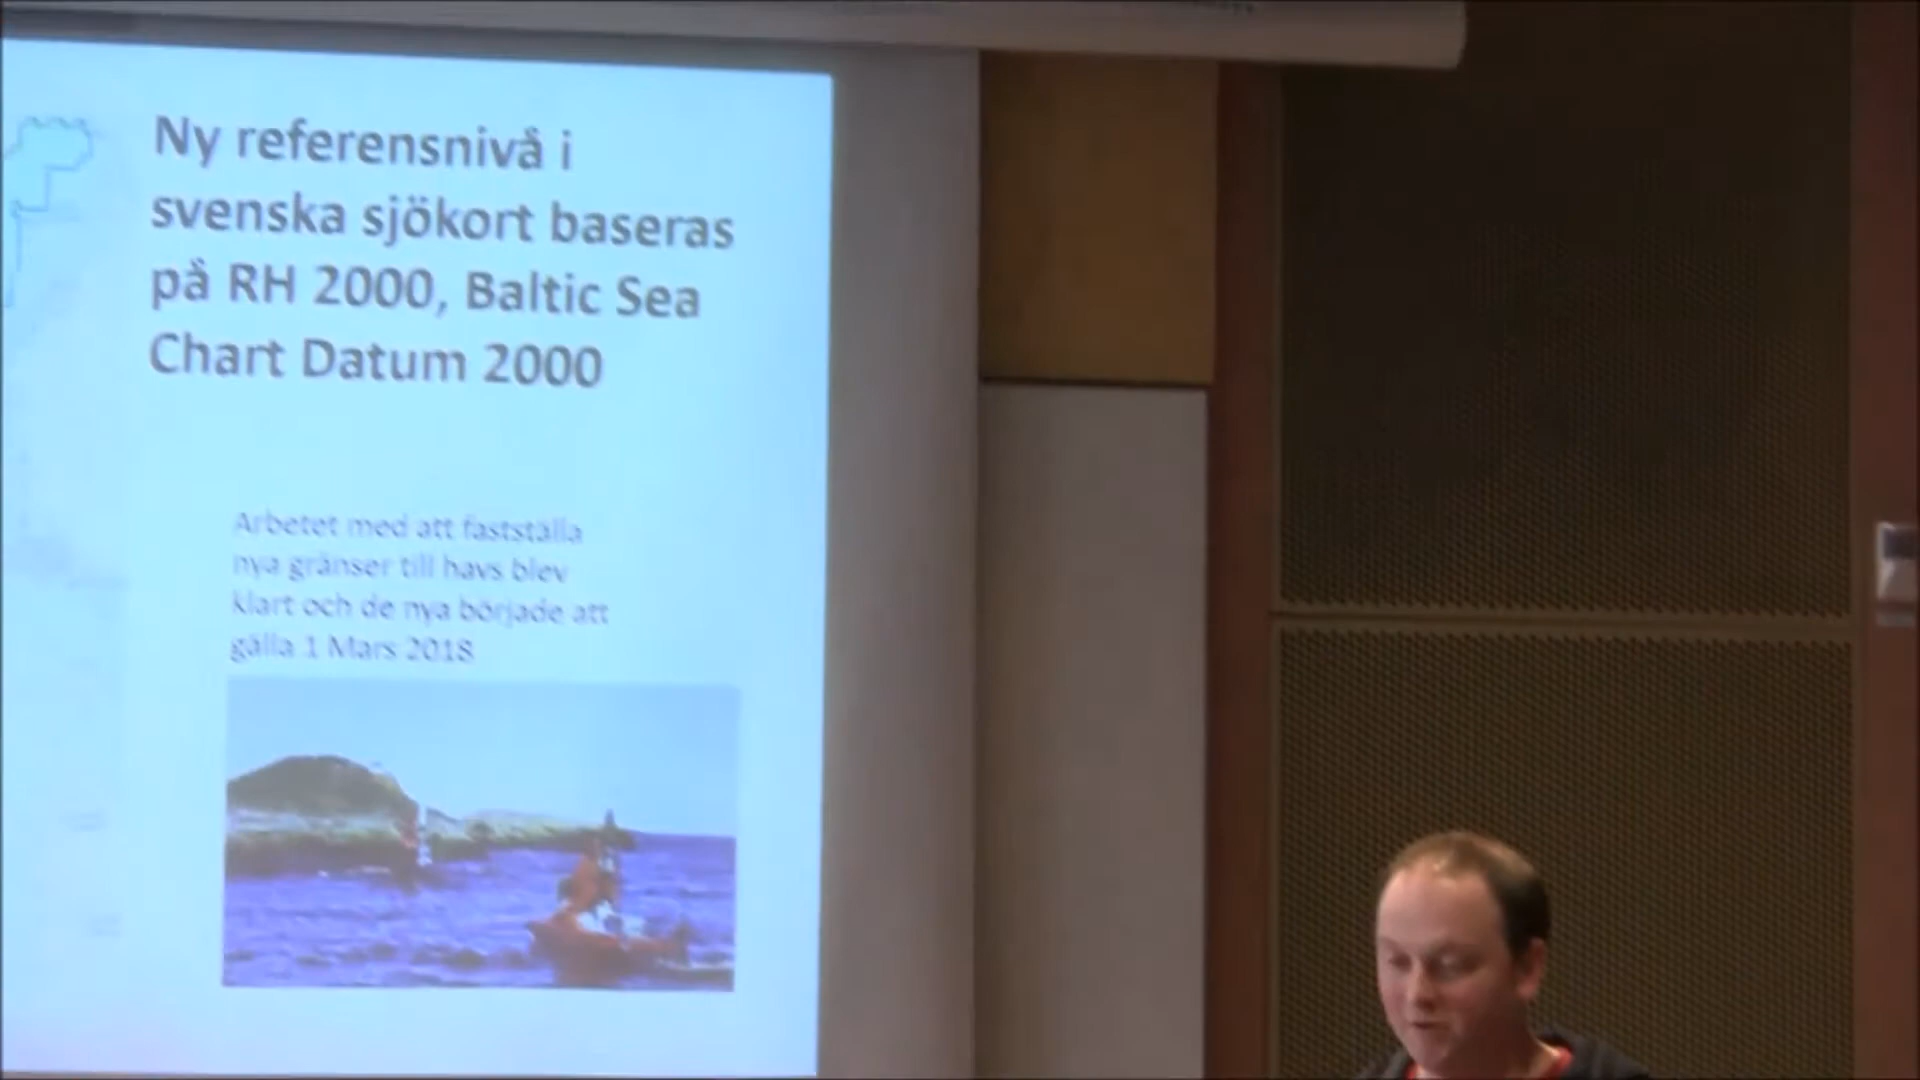 Ny referensnivå i
svenska sjökort baseras
på RH 2000, Baltic Sea
Chart Datum 2000
Arbetet med att fastställa
nya gränser till havs blev
klart och de nya började att
gälla 1 Mars 2018